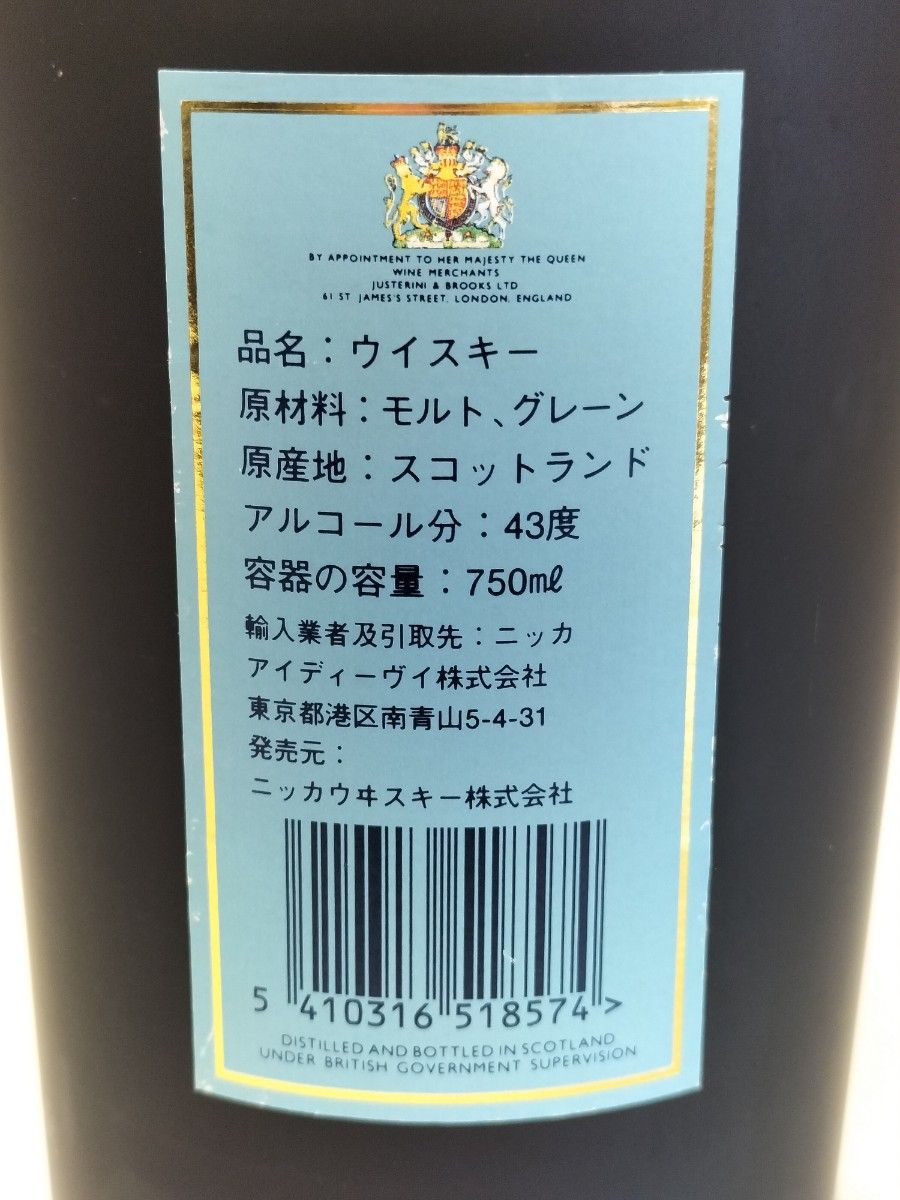 BY APPOINTMENT TO HER MAJESTY THE QUEEN
WINE MERCHANTS
JUSTERINI & BROOKS LTD
61 ST JAMES'S STREET, LONDON, ENGLAND
品名：ウイスキー
原材料：モルト、グレーン
原産地：スコットランド
アルコール分：43度
容器の容量：750mℓ
輸入業者及引取先：ニッカ
アイディーヴイ株式会社
東京都港区南青山5-4-31
発売元：
ニッカウヰスキー株式会社
5 410316 518574 >
DISTILLED AND BOTTLED IN SCOTLAND
UNDER BRITISH GOVERNMENT SUPERVISION